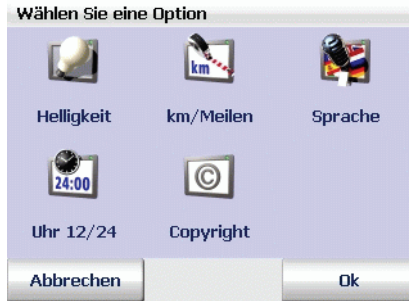 Wählen Sie eine Option
km
Helligkeit km/Meilen Sprache
24:00
©
Uhr 12/24 Copyright
Abbrechen Ok